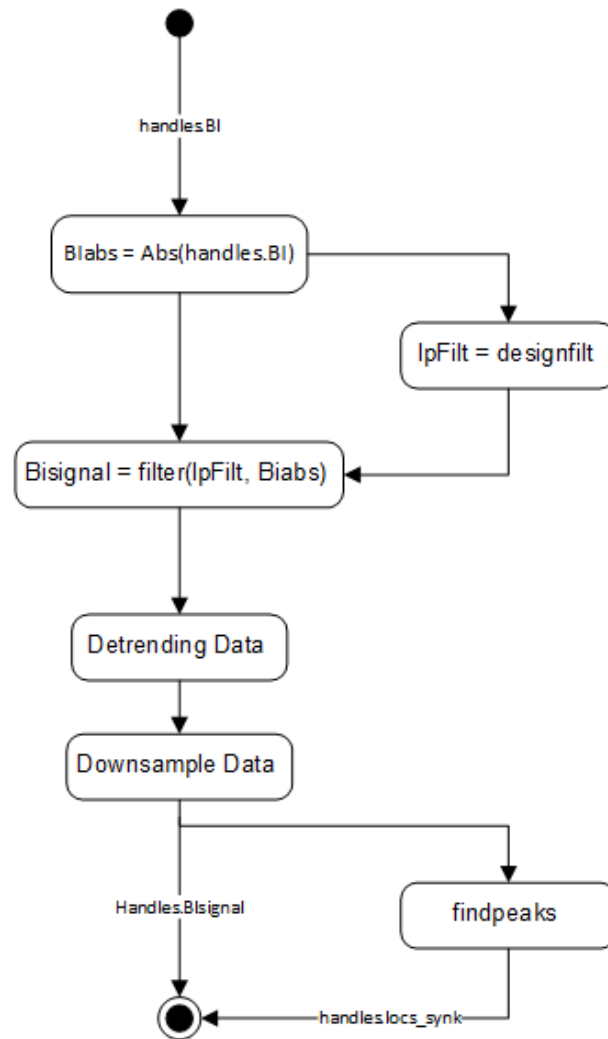 handles.BI
BIabs = Abs(handles.BI)
lpFilt = designfilt
Bisignal = filter(lpFilt, Biabs)
Detrending Data
Downsample Data
Handles.BIsignal
findpeaks
handles.locs_synk